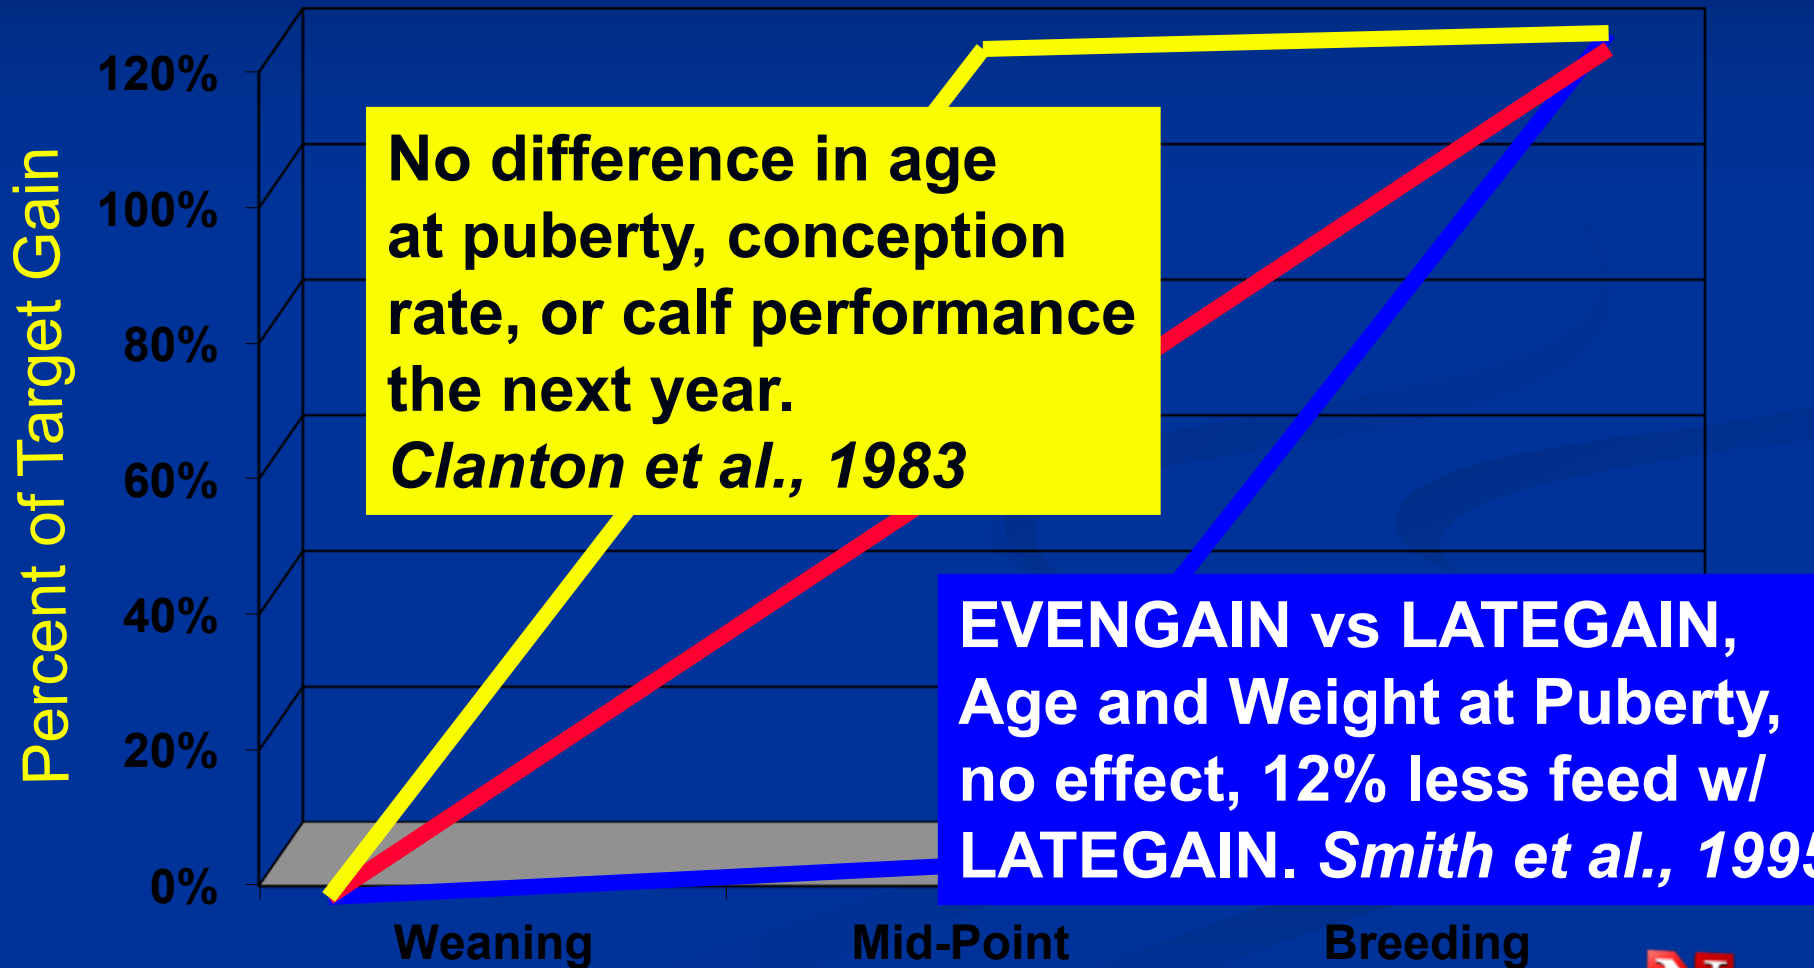 Percent of Target Gain
120%
100%
80%
60%
40%
20%
0%
No difference in age
at puberty, conception
rate, or calf performance
the next year.
Clanton et al., 1983
EVENGAIN vs LATEGAIN,
Age and Weight at Puberty,
no effect, 12% less feed w/
LATEGAIN. Smith et al., 1995
Weaning
Mid-Point
Breeding
N